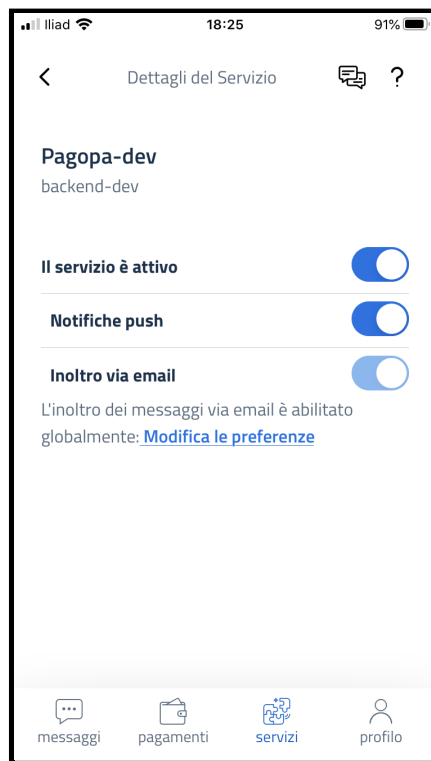 Iliad 18:25 91%
Dettagli del Servizio ?
Pagopa-dev
backend-dev
Il servizio è attivo
Notifiche push
Inoltro via email
L'inoltro dei messaggi via email è abilitato
globalmente: Modifica le preferenze
messaggi pagamenti servizi profilo